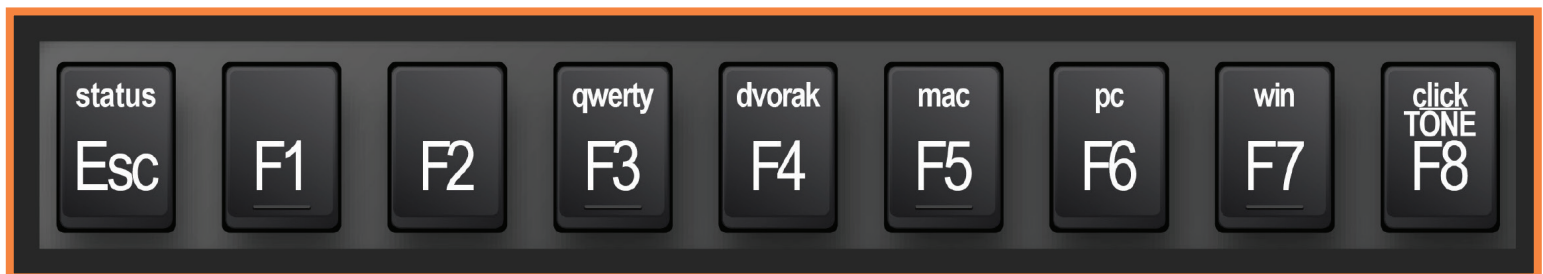 status
Esc
F1
F2
qwerty
F3
dvorak
F4
mac
F5
pc
F6
win
F7
click
TONE
F8